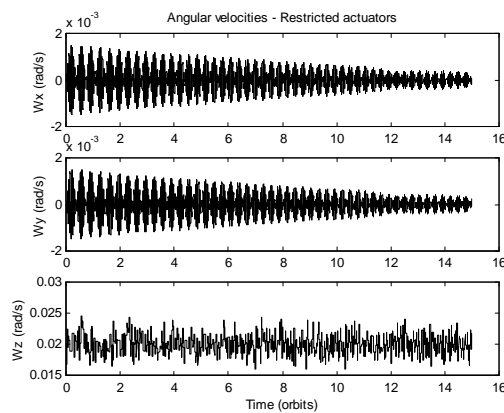 Angular velocities - Restricted actuators
x 10⁻³
2
0
-2
Wx (rad/s)
0 2 4 6 8 10 12 14 16
x 10⁻³
2
0
-2
Wy (rad/s)
0 2 4 6 8 10 12 14 16
0.03
0.025
0.02
0.015
Wz (rad/s)
0 2 4 6 8 10 12 14 16
Time (orbits)